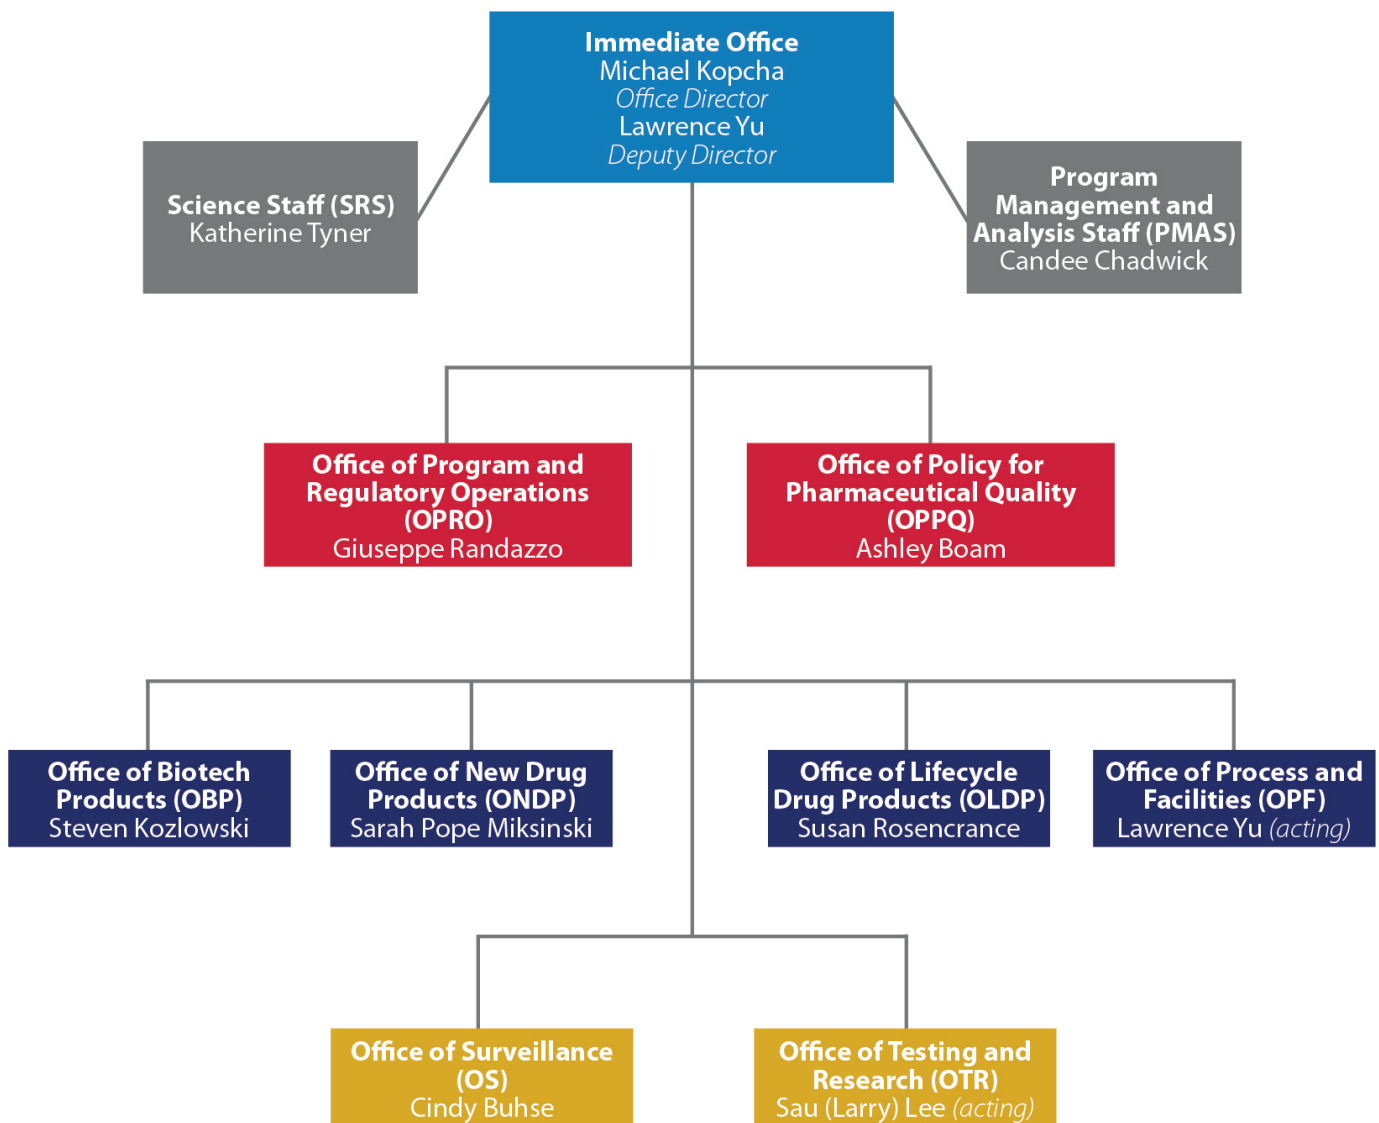 Immediate Office
Michael Kopcha
Office Director
Lawrence Yu
Deputy Director
Science Staff (SRS)
Katherine Tyner
Program
Management and
Analysis Staff (PMAS)
Candee Chadwick
Office of Program and
Regulatory Operations
(OPRO)
Giuseppe Randazzo
Office of Policy for
Pharmaceutical Quality
(OPPQ)
Ashley Boam
Office of Biotech
Products (OBP)
Steven Kozlowski
Office of New Drug
Products (ONDP)
Sarah Pope Miksinski
Office of Lifecycle
Drug Products (OLDP)
Susan Rosencrance
Office of Process and
Facilities (OPF)
Lawrence Yu (acting)
Office of Surveillance
(OS)
Cindy Buhse
Office of Testing and
Research (OTR)
Sau (Larry) Lee (acting)